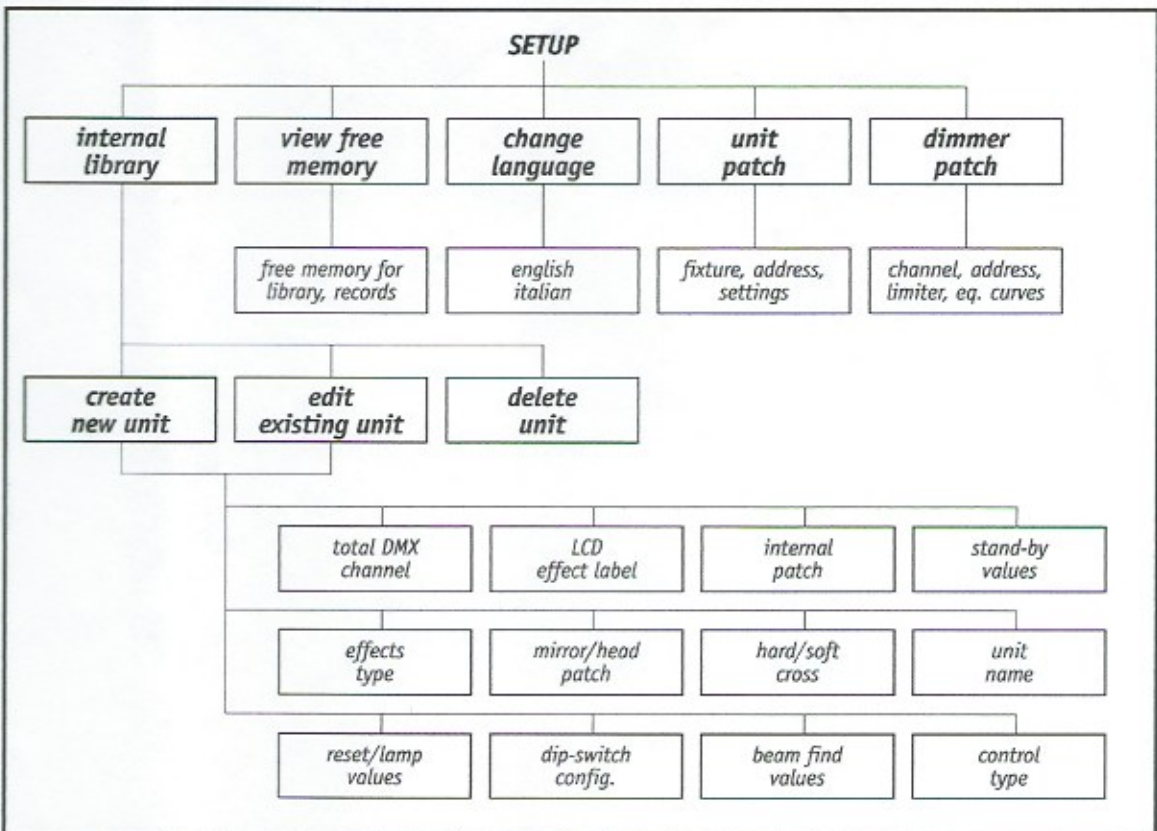 SETUP
internal
library
view free
memory
change
language
unit
patch
dimmer
patch
free memory for
library, records
english
italian
fixture, address,
settings
channel, address,
limiter, eq. curves
create
new unit
edit
existing unit
delete
unit
total DMX
channel
LCD
effect label
internal
patch
stand-by
values
effects
type
mirror/head
patch
hard/soft
cross
unit
name
reset/lamp
values
dip-switch
config.
beam find
values
control
type